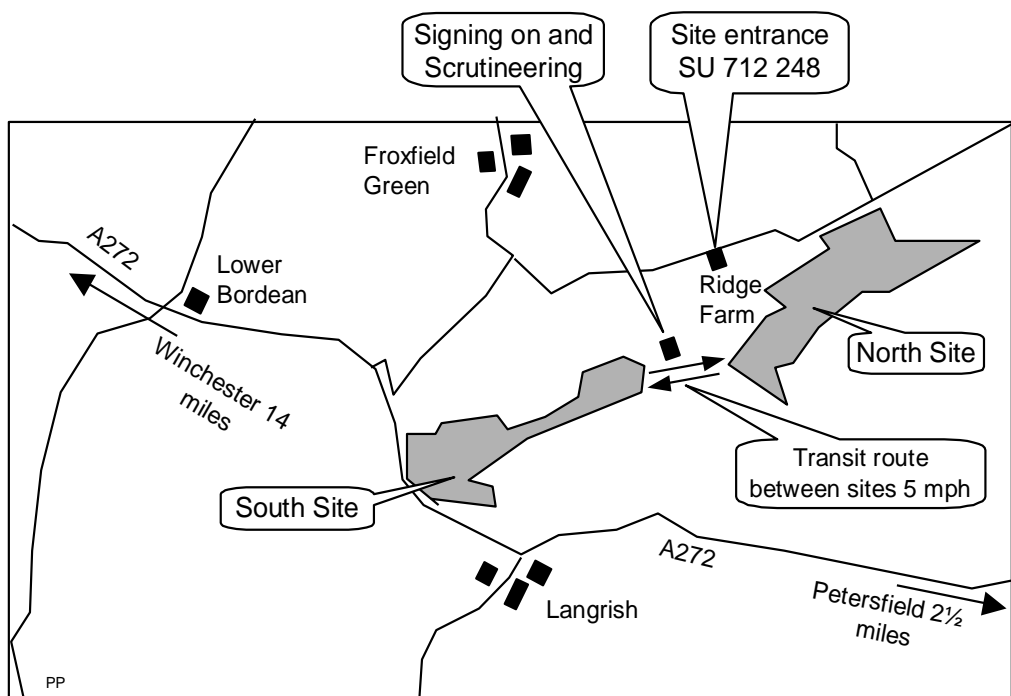 Signing on and
Scrutineering
Site entrance
SU 712 248
Froxfield
Green
A272
Lower
Bordean
Ridge
Farm
North Site
Winchester 14
miles
Transit route
between sites 5 mph
South Site
A272
Langrish
Petersfield 2½
miles
PP